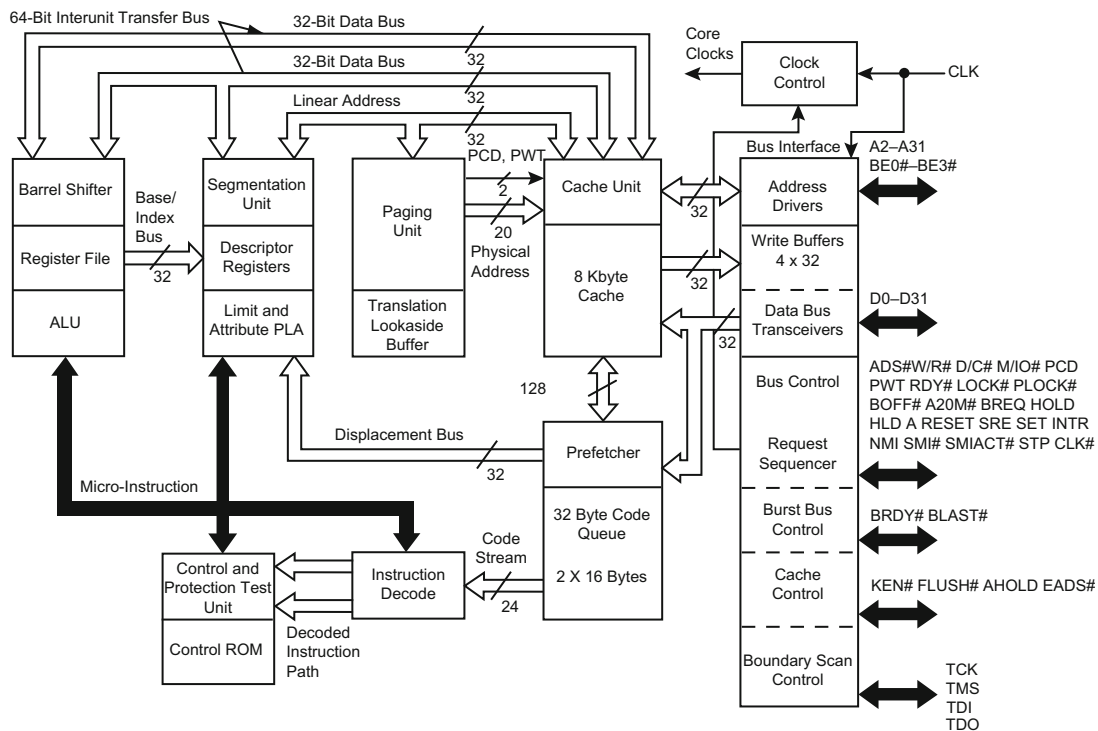 64-Bit Interunit Transfer Bus
32-Bit Data Bus
32
32-Bit Data Bus
32
Linear Address
32
PCD, PWT
2
20
Physical
Address
Core
Clocks
Clock
Control
CLK
Bus Interface
A2–A31
BE0#–BE3#
Barrel Shifter
Register File
ALU
Base/
Index
Bus
32
Segmentation
Unit
Descriptor
Registers
Limit and
Attribute PLA
Paging
Unit
Translation
Lookaside
Buffer
Cache Unit
8 Kbyte
Cache
32
32
32
Address
Drivers
Write Buffers
4 x 32
Data Bus
Transceivers
D0–D31
Bus Control
Request
Sequencer
ADS#W/R# D/C# M/IO# PCD
PWT RDY# LOCK# PLOCK#
BOFF# A20M# BREQ HOLD
HLD A RESET SRE SET INTR
NMI SMI# SMIACT# STP CLK#
128
Displacement Bus
32
Prefetcher
32 Byte Code
Queue
2 X 16 Bytes
Micro-Instruction
Control and
Protection Test
Unit
Control ROM
Instruction
Decode
Code
Stream
24
Decoded
Instruction
Path
Burst Bus
Control
BRDY# BLAST#
Cache
Control
KEN# FLUSH# AHOLD EADS#
Boundary Scan
Control
TCK
TMS
TDI
TDO